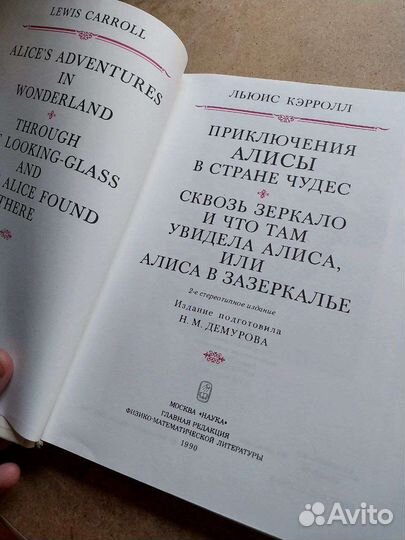 LEWIS CARROLL
ALICE'S ADVENTURES
IN
WONDERLAND
THROUGH
LOOKING-GLASS
AND
ALICE FOUND
THERE
ЛЬЮИС КЭРРОЛЛ
ПРИКЛЮЧЕНИЯ
АЛИСЫ
В СТРАНЕ ЧУДЕС
СКВОЗЬ ЗЕРКАЛО
И ЧТО ТАМ
УВИДЕЛА АЛИСА,
ИЛИ
АЛИСА В ЗАЗЕРКАЛЬЕ
2-е стереотипное издание
Издание подготовила
Н. М. ДЕМУРОВА
МОСКВА «НАУКА»
ГЛАВНАЯ РЕДАКЦИЯ
ФИЗИКО-МАТЕМАТИЧЕСКОЙ ЛИТЕРАТУРЫ
1990
Avito